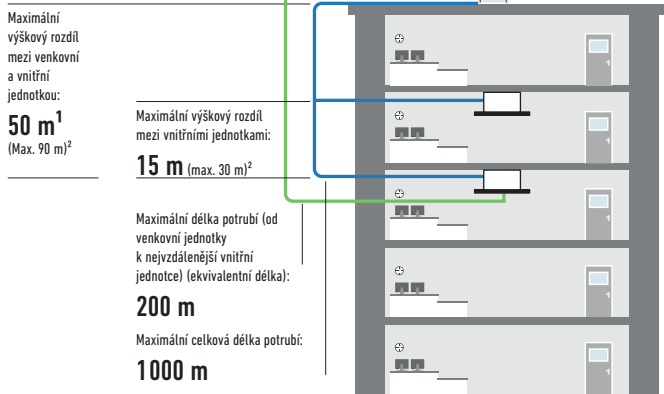 Maximální
výškový rozdíl
mezi venkovní
a vnitřní
jednotkou:
50 m¹
(Max. 90 m)²
Maximální výškový rozdíl
mezi vnitřními jednotkami:
15 m (max. 30 m)²
Maximální délka potrubí (od
venkovní jednotky
k nejvzdálenější vnitřní
jednotce) (ekvivalentní délka):
200 m
Maximální celková délka potrubí:
1000 m